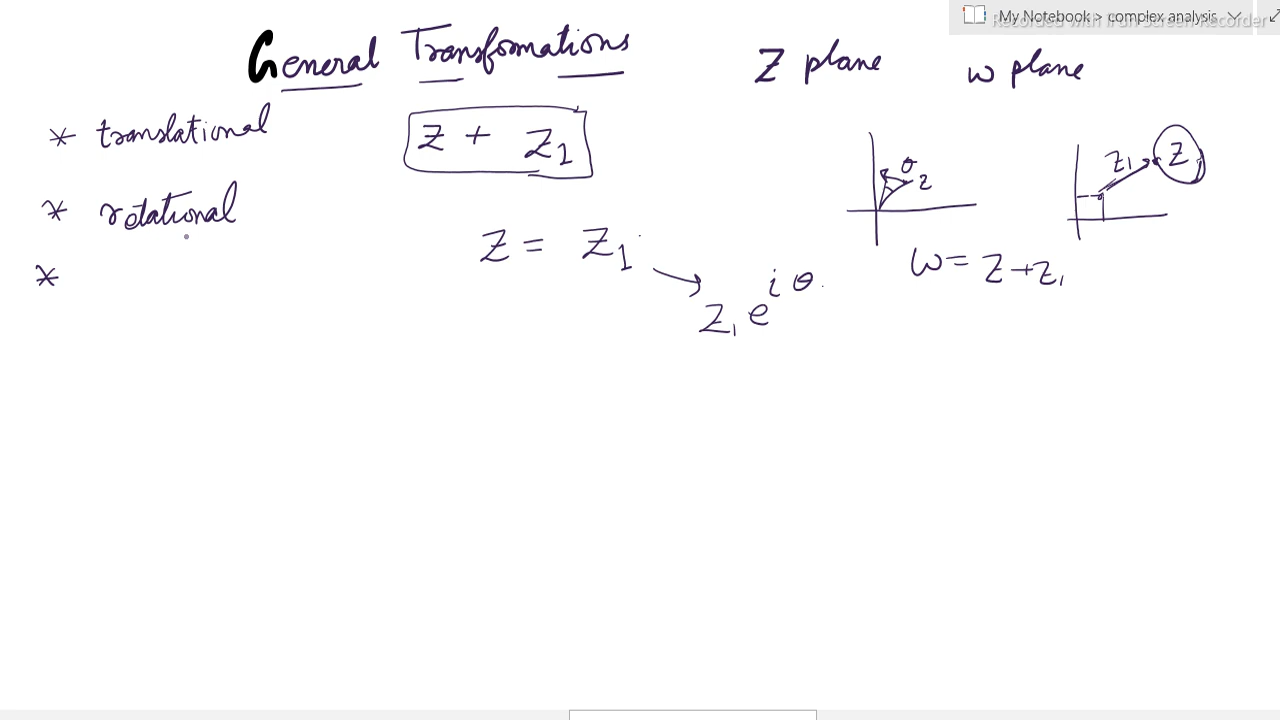 My Notebook > complex analysis
General Transformations
Z plane
w plane
* translational
Z + Z1
* rotational
Z = Z1
Z1 e^iθ
*
θ
z
Z1
Z
W = Z + Z1